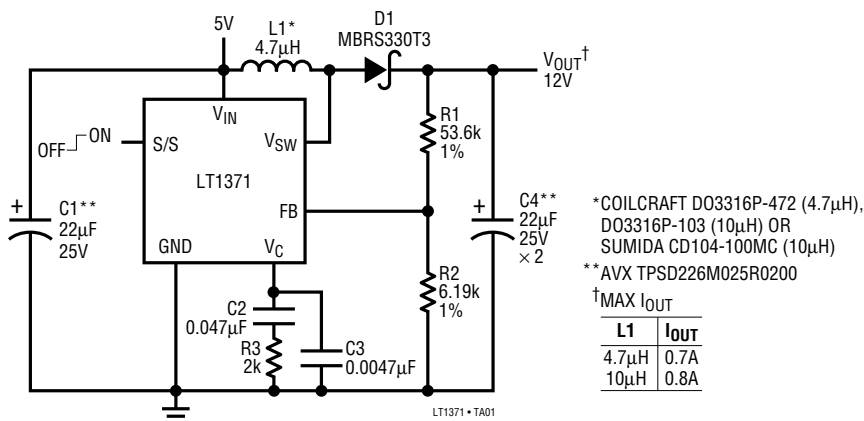 5V
L1*
4.7µH
D1
MBRS330T3
VOUT†
12V
VIN
S/S
VSW
LT1371
FB
GND
VC
OFF
ON
+
C1**
22µF
25V
R1
53.6k
1%
+
C4**
22µF
25V
× 2
R2
6.19k
1%
C2
0.047µF
R3
2k
C3
0.0047µF
LT1371 • TA01
*COILCRAFT DO3316P-472 (4.7µH),
DO3316P-103 (10µH) OR
SUMIDA CD104-100MC (10µH)
**AVX TPSD226M025R0200
†MAX IOUT
L1 IOUT
4.7µH 0.7A
10µH 0.8A